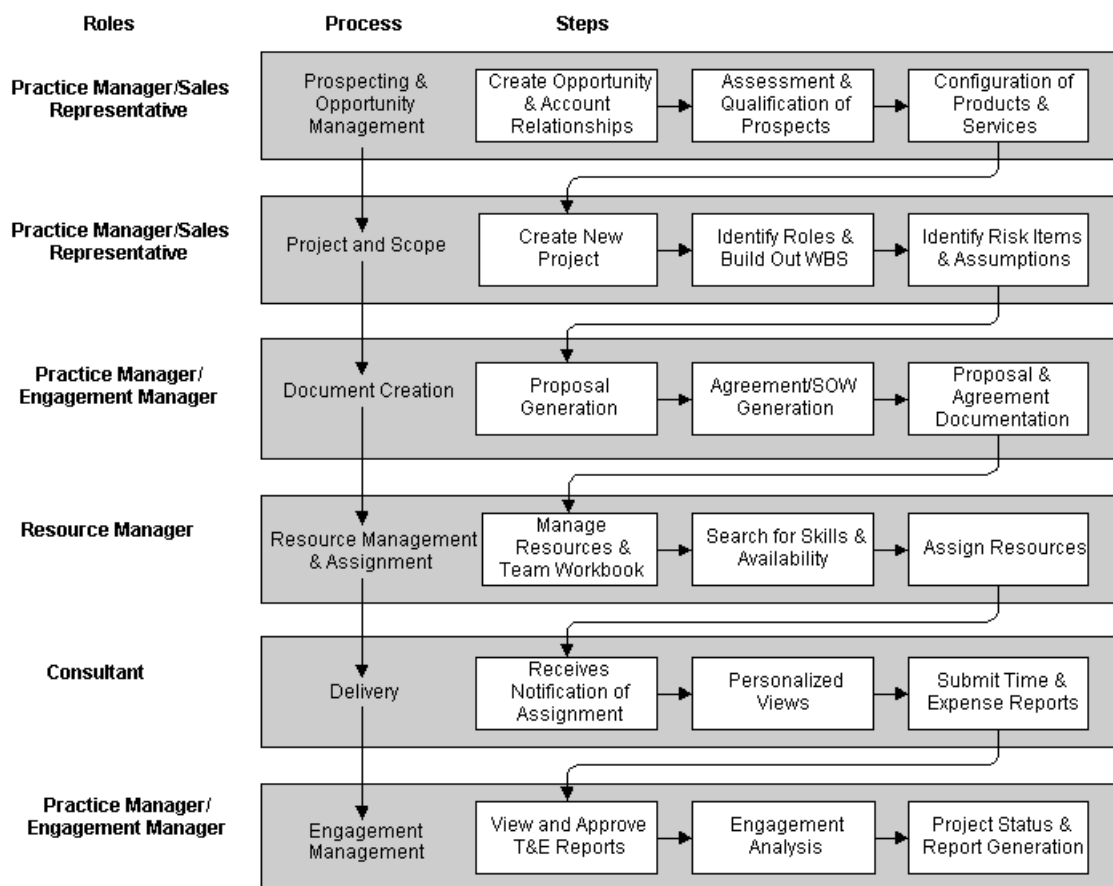 Roles
Process
Steps
Practice Manager/Sales
Representative
Prospecting &
Opportunity
Management
Create Opportunity
& Account
Relationships
Assessment &
Qualification of
Prospects
Configuration of
Products &
Services
Practice Manager/Sales
Representative
Project and Scope
Create New
Project
Identify Roles &
Build Out WBS
Identify Risk Items
& Assumptions
Practice Manager/
Engagement Manager
Document Creation
Proposal
Generation
Agreement/SOW
Generation
Proposal &
Agreement
Documentation
Resource Manager
Resource Management
& Assignment
Manage
Resources &
Team Workbook
Search for Skills &
Availability
Assign Resources
Consultant
Delivery
Receives
Notification of
Assignment
Personalized
Views
Submit Time &
Expense Reports
Practice Manager/
Engagement Manager
Engagement
Management
View and Approve
T&E Reports
Engagement
Analysis
Project Status &
Report Generation